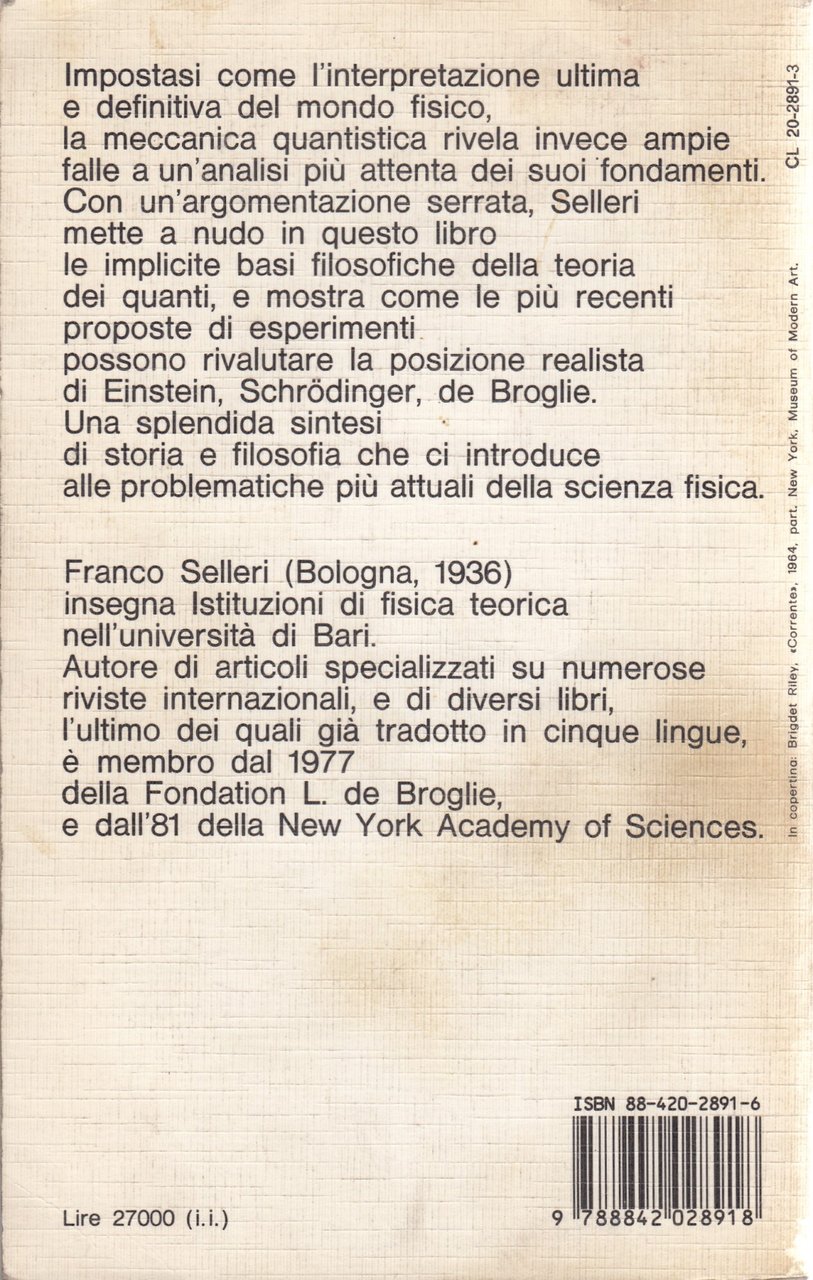 Impostasi come l'interpretazione ultima
e definitiva del mondo fisico,
la meccanica quantistica rivela invece ampie
falle a un'analisi più attenta dei suoi fondamenti.
Con un'argomentazione serrata, Selleri
mette a nudo in questo libro
le implicite basi filosofiche della teoria
dei quanti, e mostra come le più recenti
proposte di esperimenti
possono rivalutare la posizione realista
di Einstein, Schrödinger, de Broglie.
Una splendida sintesi
di storia e filosofia che ci introduce
alle problematiche più attuali della scienza fisica.
Franco Selleri (Bologna, 1936)
insegna Istituzioni di fisica teorica
nell'università di Bari.
Autore di articoli specializzati su numerose
riviste internazionali, e di diversi libri,
l'ultimo dei quali già tradotto in cinque lingue,
è membro dal 1977
della Fondation L. de Broglie,
e dall'81 della New York Academy of Sciences.
In copertina: Brigdet Riley, «Corrente», 1964, part. New York, Museum of Modern Art.
CL 20-2891-3
ISBN 88-420-2891-6
9 788842 028918
Lire 27000 (i.i.)